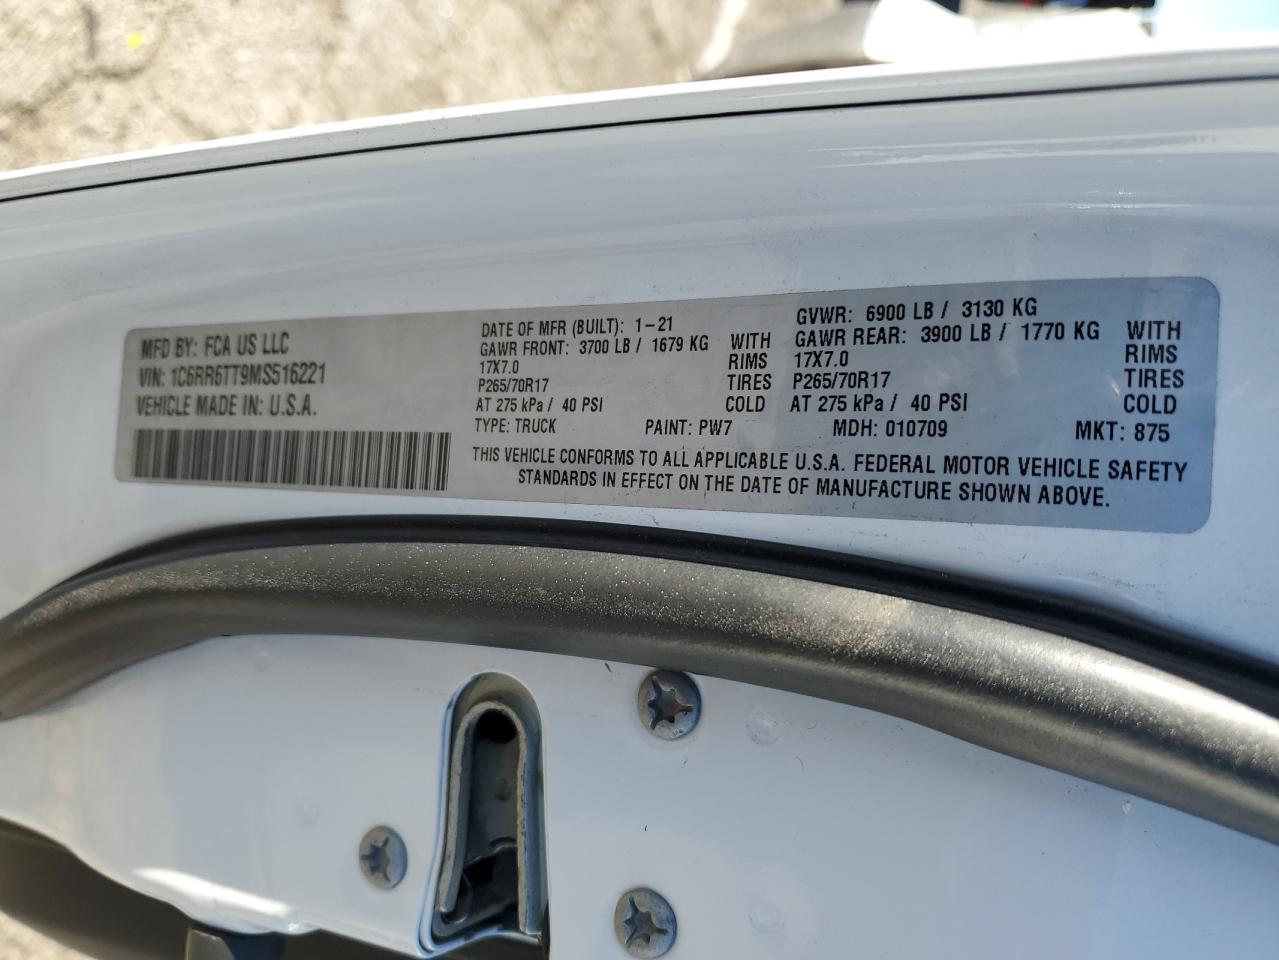 MFD BY: FCA US LLC
VIN: 1C6RR6TT9MS516221
VEHICLE MADE IN: U.S.A.
DATE OF MFR (BUILT): 1-21
GAWR FRONT: 3700 LB / 1679 KG WITH
17X7.0 RIMS
P265/70R17 TIRES
AT 275 kPa / 40 PSI COLD
GVWR: 6900 LB / 3130 KG
GAWR REAR: 3900 LB / 1770 KG WITH
17X7.0 RIMS
P265/70R17 TIRES
AT 275 kPa / 40 PSI COLD
TYPE: TRUCK PAINT: PW7 MDH: 010709 MKT: 875
THIS VEHICLE CONFORMS TO ALL APPLICABLE U.S.A. FEDERAL MOTOR VEHICLE SAFETY
STANDARDS IN EFFECT ON THE DATE OF MANUFACTURE SHOWN ABOVE.